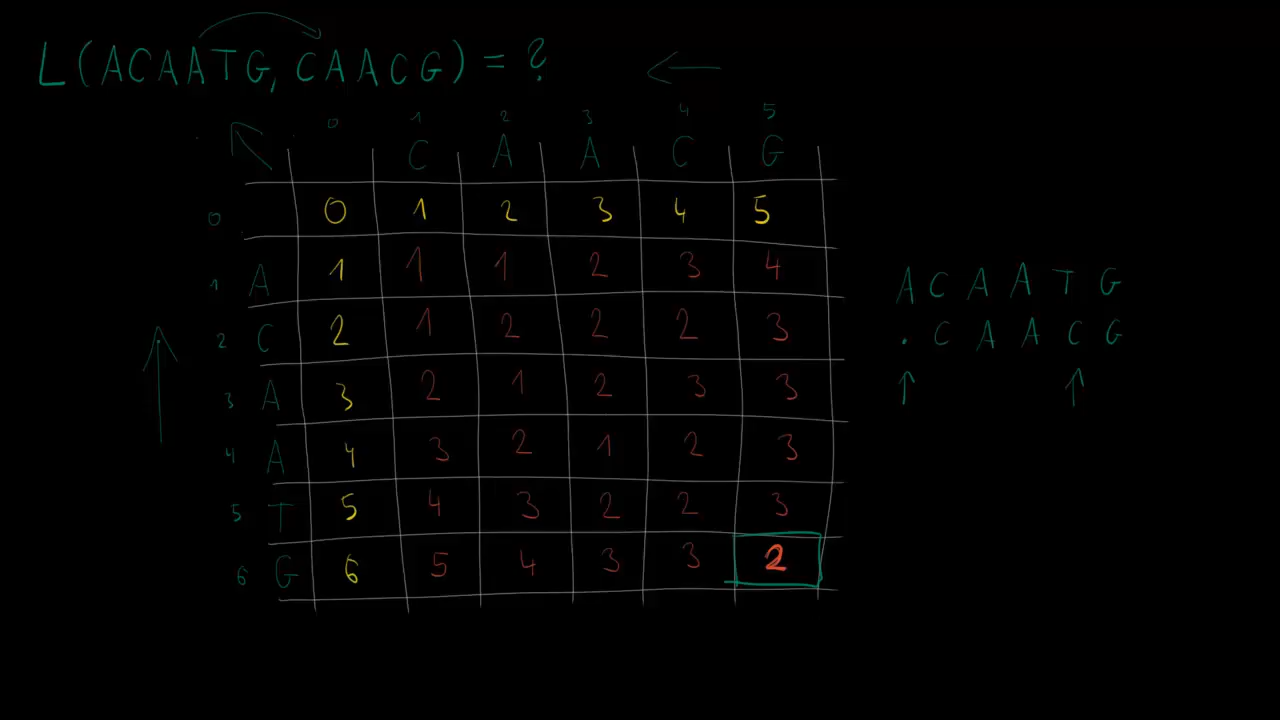 L(ACAATG, CAACG) = ?
0 1 2 3 4 5
C A A C G
0 0 1 2 3 4 5
1 A 1 1 1 2 3 4
2 C 2 1 2 2 2 3
3 A 3 2 1 2 3 3
4 A 4 3 2 1 2 3
5 T 5 4 3 2 2 3
6 G 6 5 4 3 3 2
A C A A T G
. C A A C G